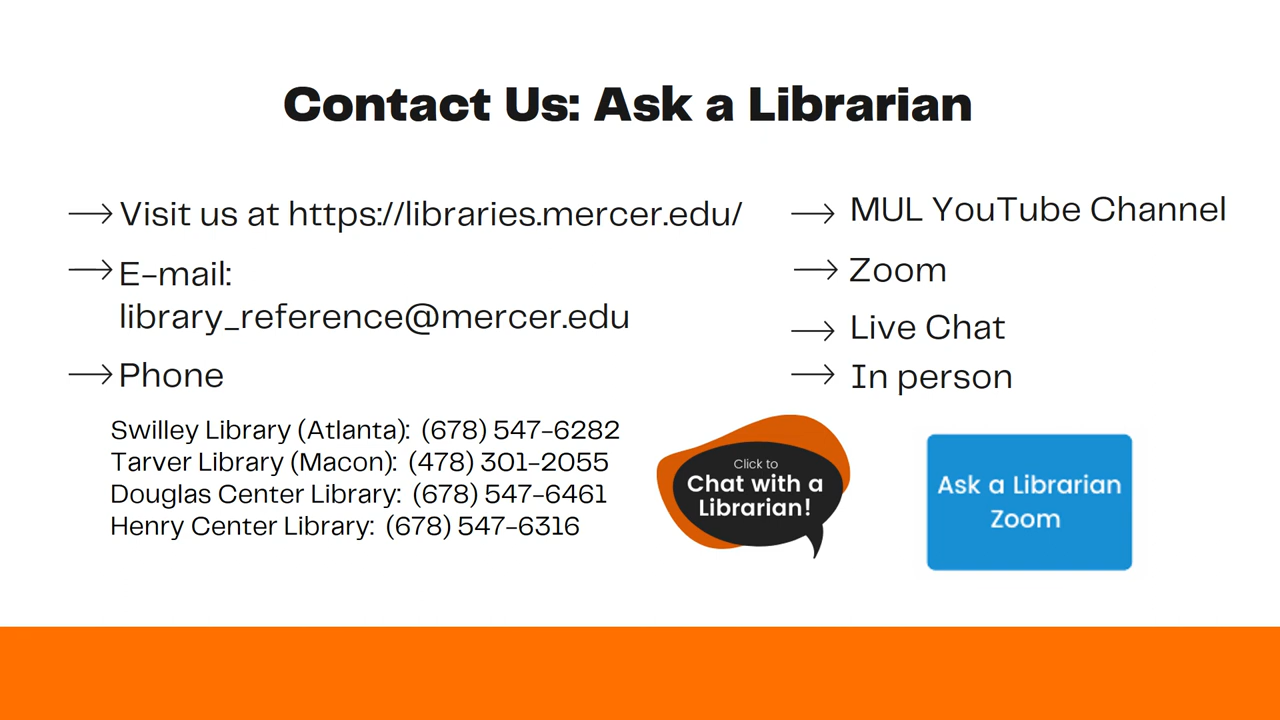 Contact Us: Ask a Librarian
Visit us at https://libraries.mercer.edu/
E-mail:
library_reference@mercer.edu
Phone
Swilley Library (Atlanta): (678) 547-6282
Tarver Library (Macon): (478) 301-2055
Douglas Center Library: (678) 547-6461
Henry Center Library: (678) 547-6316
MUL YouTube Channel
Zoom
Live Chat
In person
Click to
Chat with a
Librarian!
Ask a Librarian
Zoom